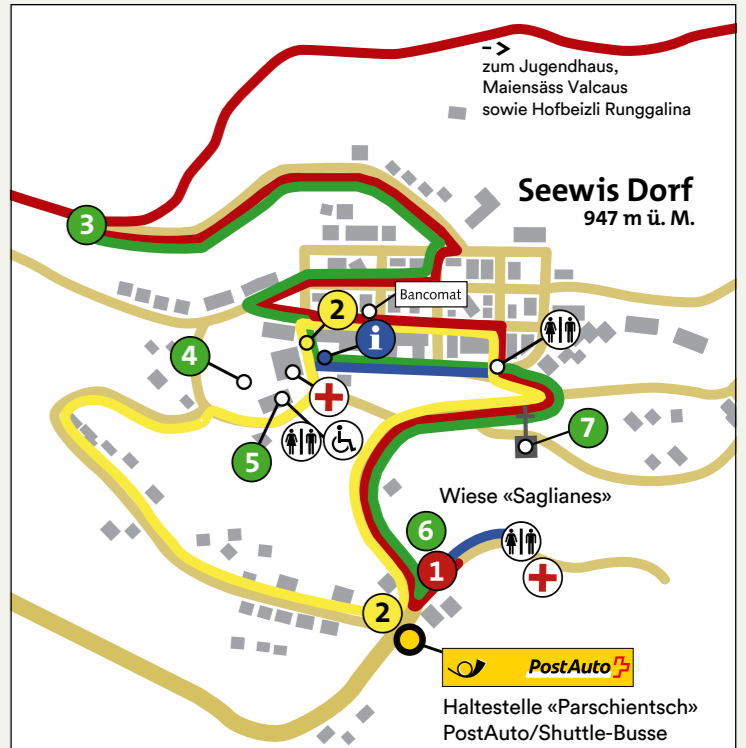 ->
zum Jugendhaus,
Maiensäss Valcaus
sowie Hofbeizli Runggalina
Seewis Dorf
947 m ü. M.
3
Bancomat
2
i
4
5
7
Wiese «Saglianes»
6
1
2
PostAuto
Haltestelle «Parschientsch»
PostAuto/Shuttle-Busse